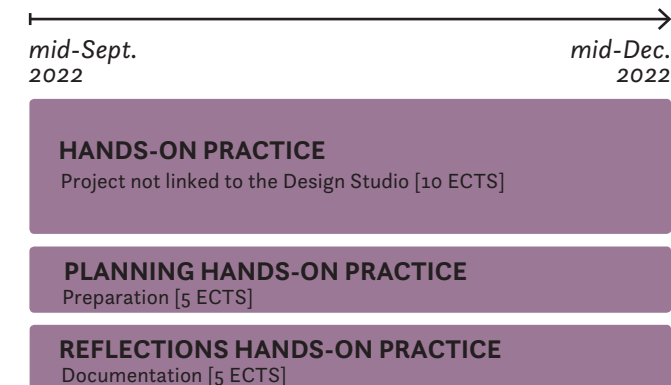 mid-Sept. mid-Dec.
2022 2022
HANDS-ON PRACTICE
Project not linked to the Design Studio [10 ECTS]
PLANNING HANDS-ON PRACTICE
Preparation [5 ECTS]
REFLECTIONS HANDS-ON PRACTICE
Documentation [5 ECTS]